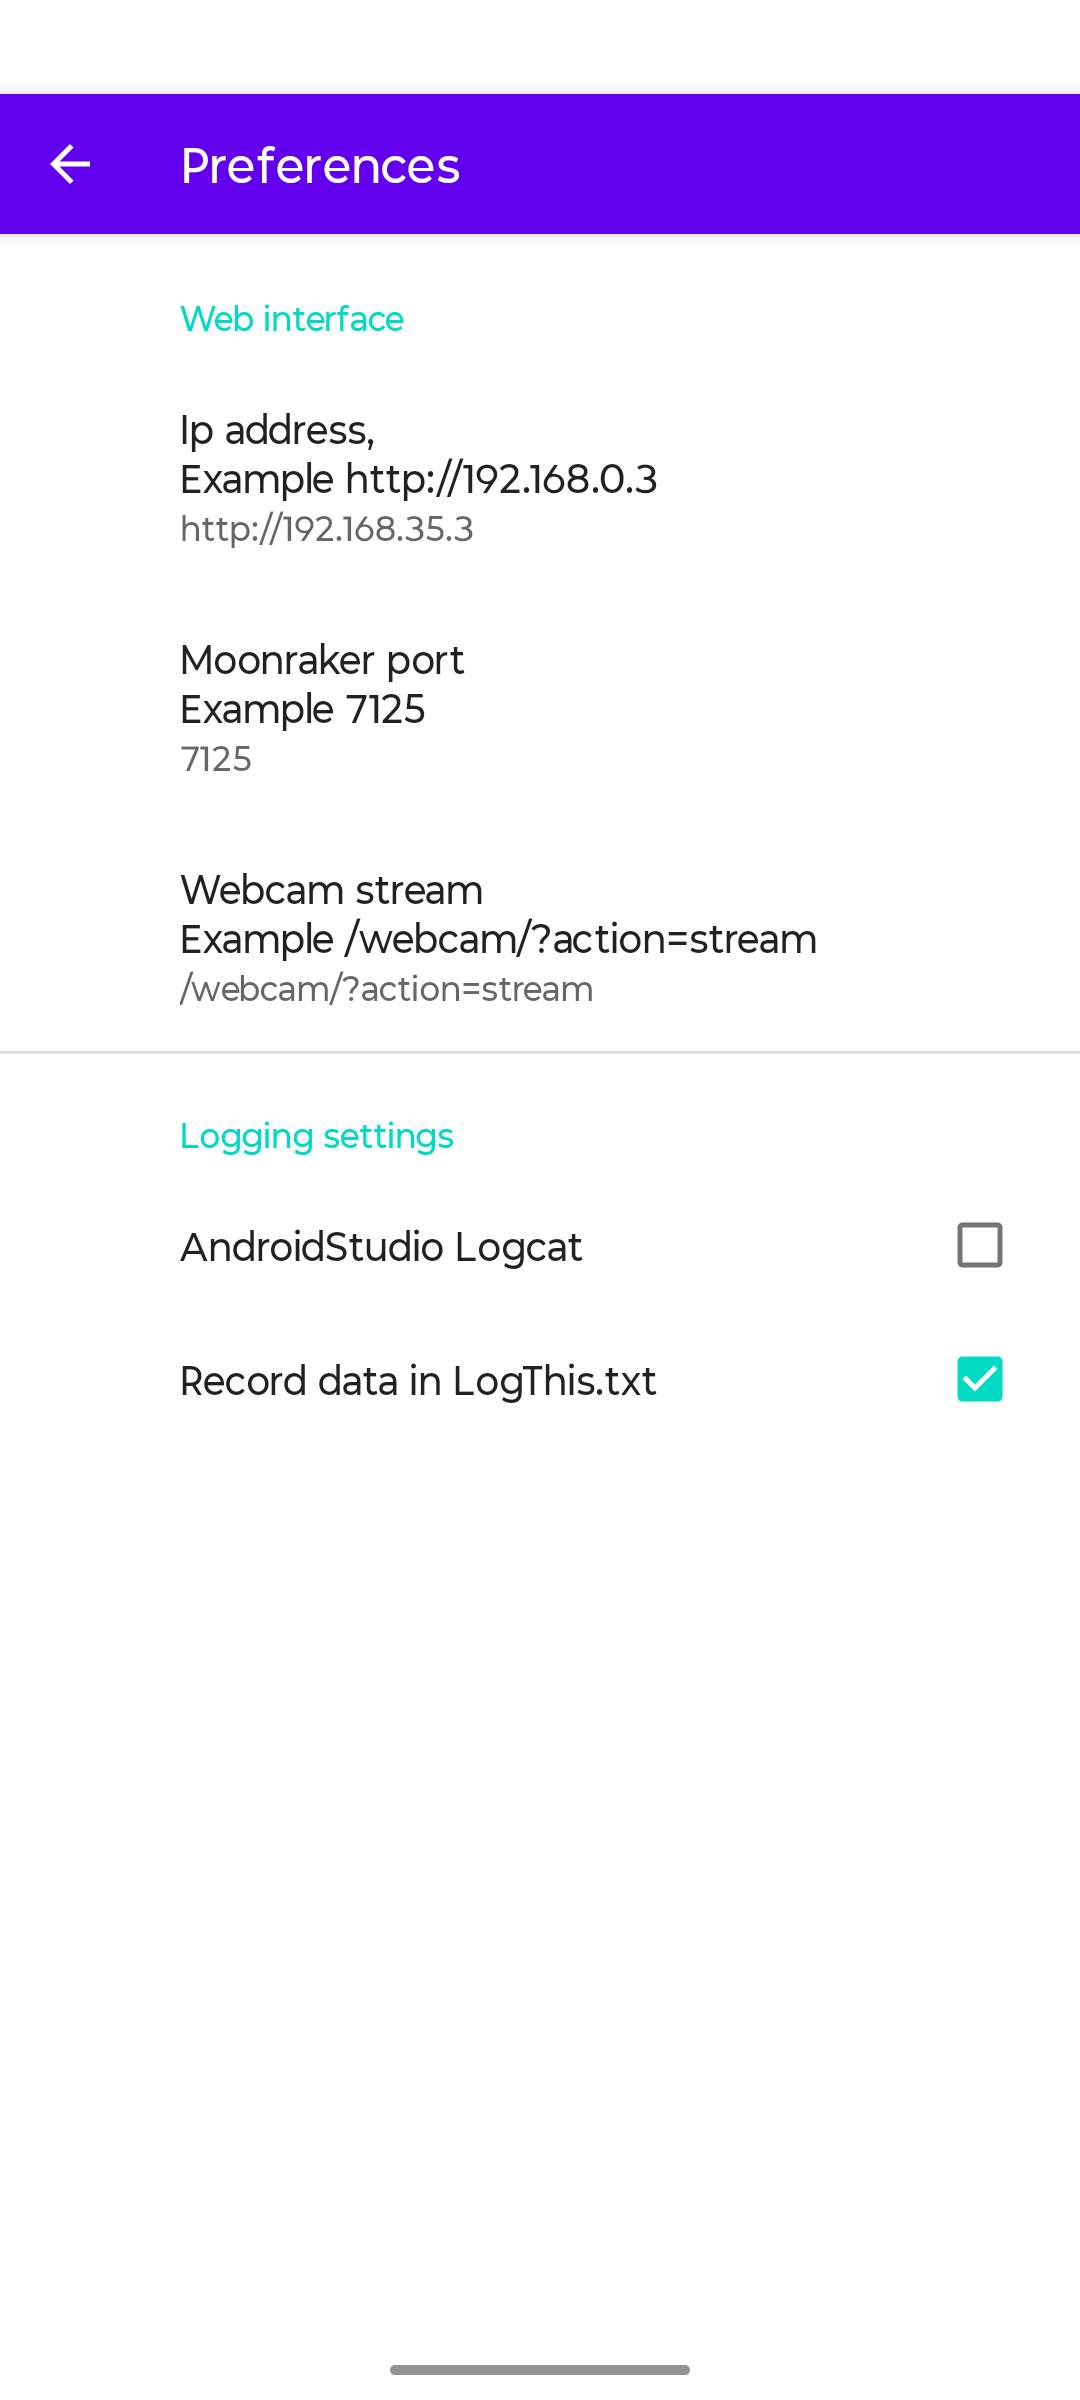 Preferences
Web interface
Ip address,
Example http://192.168.0.3
http://192.168.35.3
Moonraker port
Example 7125
7125
Webcam stream
Example /webcam/?action=stream
/webcam/?action=stream
Logging settings
AndroidStudio Logcat
Record data in LogThis.txt